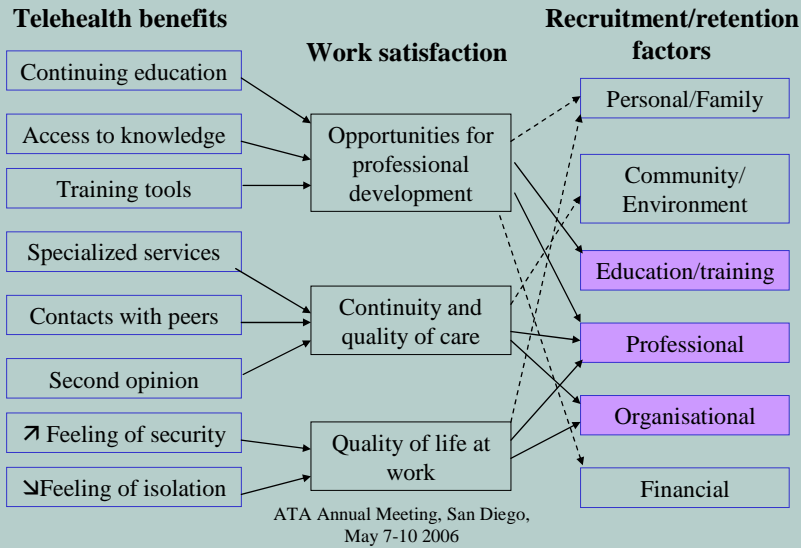 Telehealth benefits
Continuing education
Access to knowledge
Training tools
Specialized services
Contacts with peers
Second opinion
↗ Feeling of security
↘Feeling of isolation
Work satisfaction
Opportunities for
professional
development
Continuity and
quality of care
Quality of life at
work
Recruitment/retention
factors
Personal/Family
Community/
Environment
Education/training
Professional
Organisational
Financial
ATA Annual Meeting, San Diego,
May 7-10 2006